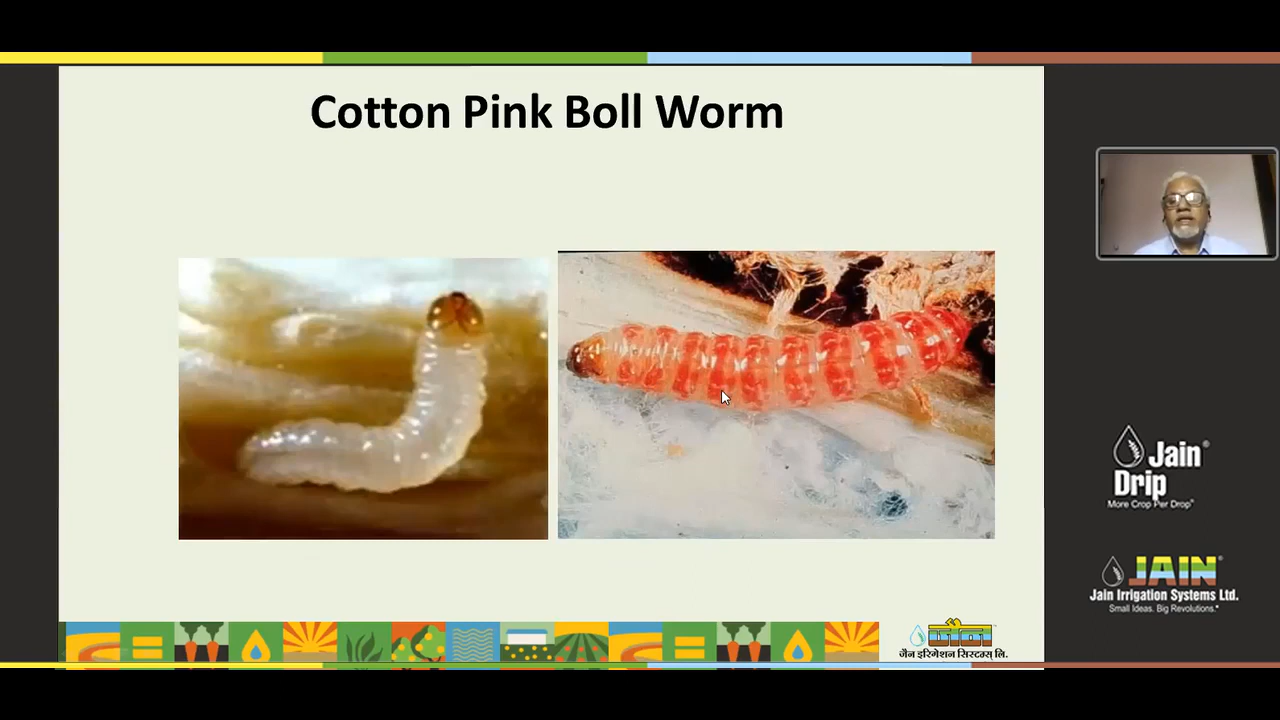 Cotton Pink Boll Worm
Jain®
Drip
More Crop Per Drop®
JAIN®
Jain Irrigation Systems Ltd.
Small Ideas. Big Revolutions.®
जैन™
जैन इरिगेशन सिस्टम्स् लि.